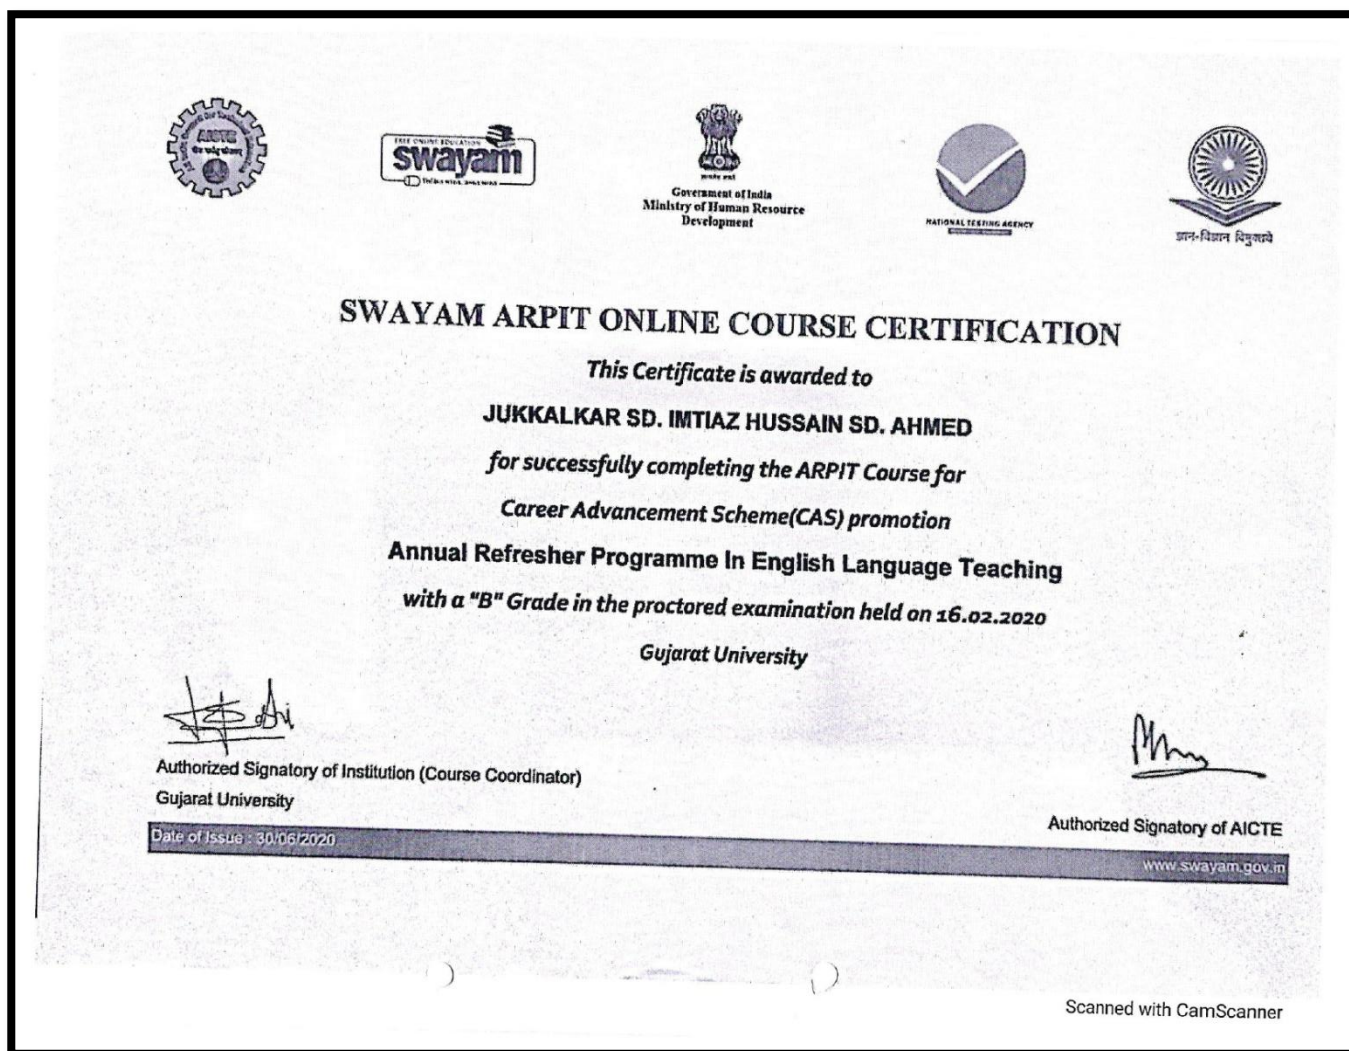 AICTE
FREE ONLINE EDUCATION
swayam
Government of India
Ministry of Human Resource
Development
NATIONAL TESTING AGENCY
ज्ञान-विज्ञान विमुक्तये
SWAYAM ARPIT ONLINE COURSE CERTIFICATION
This Certificate is awarded to
JUKKALKAR SD. IMTIAZ HUSSAIN SD. AHMED
for successfully completing the ARPIT Course for
Career Advancement Scheme(CAS) promotion
Annual Refresher Programme In English Language Teaching
with a "B" Grade in the proctored examination held on 16.02.2020
Gujarat University
Authorized Signatory of Institution (Course Coordinator)
Gujarat University
Authorized Signatory of AICTE
Date of Issue : 30/06/2020
www.swayam.gov.in
Scanned with CamScanner